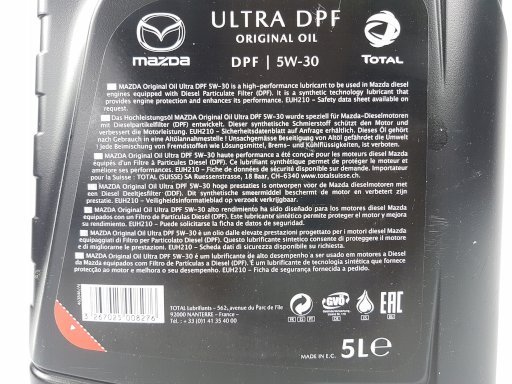 ULTRA DPF
ORIGINAL OIL
DPF | 5W-30
mazda
TOTAL
MAZDA Original Oil Ultra DPF 5W-30 is a high-performance lubricant to be used in Mazda diesel
engines equipped with Diesel Particulate Filter (DPF). It is a synthetic technology lubricant that
provides engine protection and enhances its performance. EUH210 - Safety data sheet available on
request.
Das Hochleistungsöl MAZADA Original Oil Ultra DPF 5W-30 wurde speziell für Mazda-Dieselmotoren
mit Dieselpartikelfilter (DPF) entwickelt. Dieser synthetische Schmierstoff schützt den Motor und
verbessert die Motorleistung. EUH210 - Sicherheitsdatenblatt auf Anfrage erhältlich. Dieses Öl gehört
nach Gebrauch in eine Altölannahmestelle ! Unsachgemässe Beseitigung von Altöl gefährdet die Umwelt
! Jede Beimischung von Fremdstoffen wie Lösungsmittel, Brems- und Kühlflüssigkeiten, ist verboten.
MAZDA Original Oil Ultra DPF 5W-30 haute performance a été conçue pour les moteurs diesel Mazda
équipés d'un Filtre à Particules Diesel (DPF). Ce lubrifiant synthétique permet de protéger le moteur et
améliore ses performances. EUH210 - Fiche de données de sécurité disponible sur demande. Importateur
pour la Suisse : TOTAL (SUISSE) SA Ruessenstrasse, 18 Baar, CH-6340 www.totalsuisse.ch.
MAZDA Original Oil Ultra DPF 5W-30 hoge prestaties is ontworpen voor de Mazda dieselmotoren met
een Diesel Deeltjesfilter (DDF). Dit synthetische smeermiddel beschermt de motor en verbetert zijn
prestatie. EUH210 - Veiligheidsinformatieblad op verzoek verkrijgbaar.
MAZDA Original Oil Ultra DPF 5W-30 alto rendimiento ha sido diseñado para los motores diesel Mazda
equipados con un Filtro de Partículas Diesel (DPF). Este lubricante sintético permite proteger el motor y mejora
su rendimiento. EUH210 - Puede solicitarse la ficha de datos de seguridad.
MAZDA Original Oil Ultra DPF 5W-30 è un olio dalle elevate prestazioni progettato per i motori diesel Mazda
equipaggiati di Filtro per Particolato Diesel (DPF). Questo lubrificante sintetico consente di proteggere il motore
e di migliorarne le prestazioni. EUH210 - Scheda dati di sicurezza disponibile su richiesta.
MAZDA Original Oil Ultra DPF 5W-30 é um lubrificante de alto desempenho a ser usado em motores a Diesel
da Mazda equipados com Filtro de Partículas a Diesel (DPF). É um lubrificante de tecnologia sintética que fornece
protecção ao motor e melhora o seu desempenho. EUH210 - Ficha de segurança fornecida a pedido.
3 267025 008276
TOTAL Lubrifiants - 562, avenue du Parc de l'Ile
92000 NANTERRE - France
Tél. : +33 (0)1 41 35 40 00
GVÖ
EAC
MADE IN E.C.
5L e